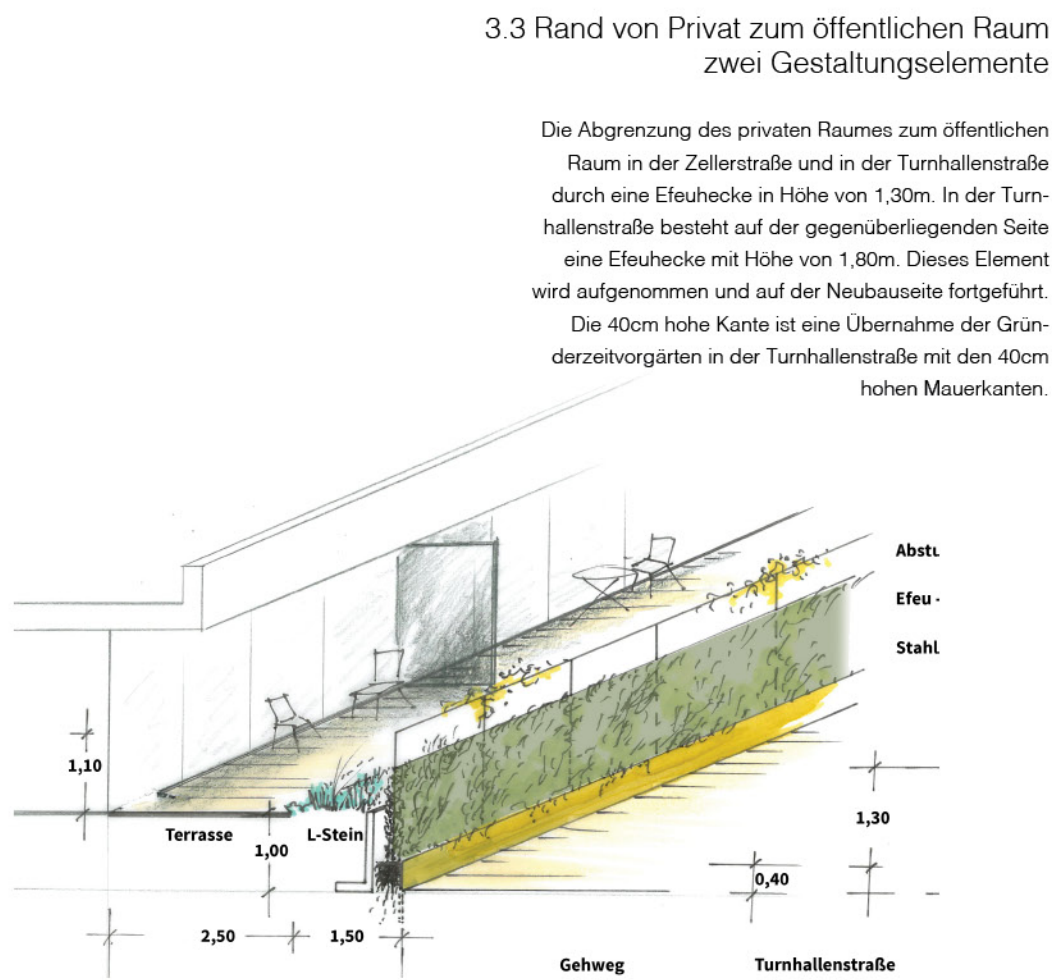 3.3 Rand von Privat zum öffentlichen Raum
zwei Gestaltungselemente
Die Abgrenzung des privaten Raumes zum öffentlichen
Raum in der Zellerstraße und in der Turnhallenstraße
durch eine Efeuhecke in Höhe von 1,30m. In der Turn-
hallenstraße besteht auf der gegenüberliegenden Seite
eine Efeuhecke mit Höhe von 1,80m. Dieses Element
wird aufgenommen und auf der Neubauseite fortgeführt.
Die 40cm hohe Kante ist eine Übernahme der Grün-
derzeitvorgärten in der Turnhallenstraße mit den 40cm
hohen Mauerkanten.
Efeu -
1,10
1,30
Terrasse
L-Stein
1,00
0,40
2,50
1,50
Gehweg
Turnhallenstraße